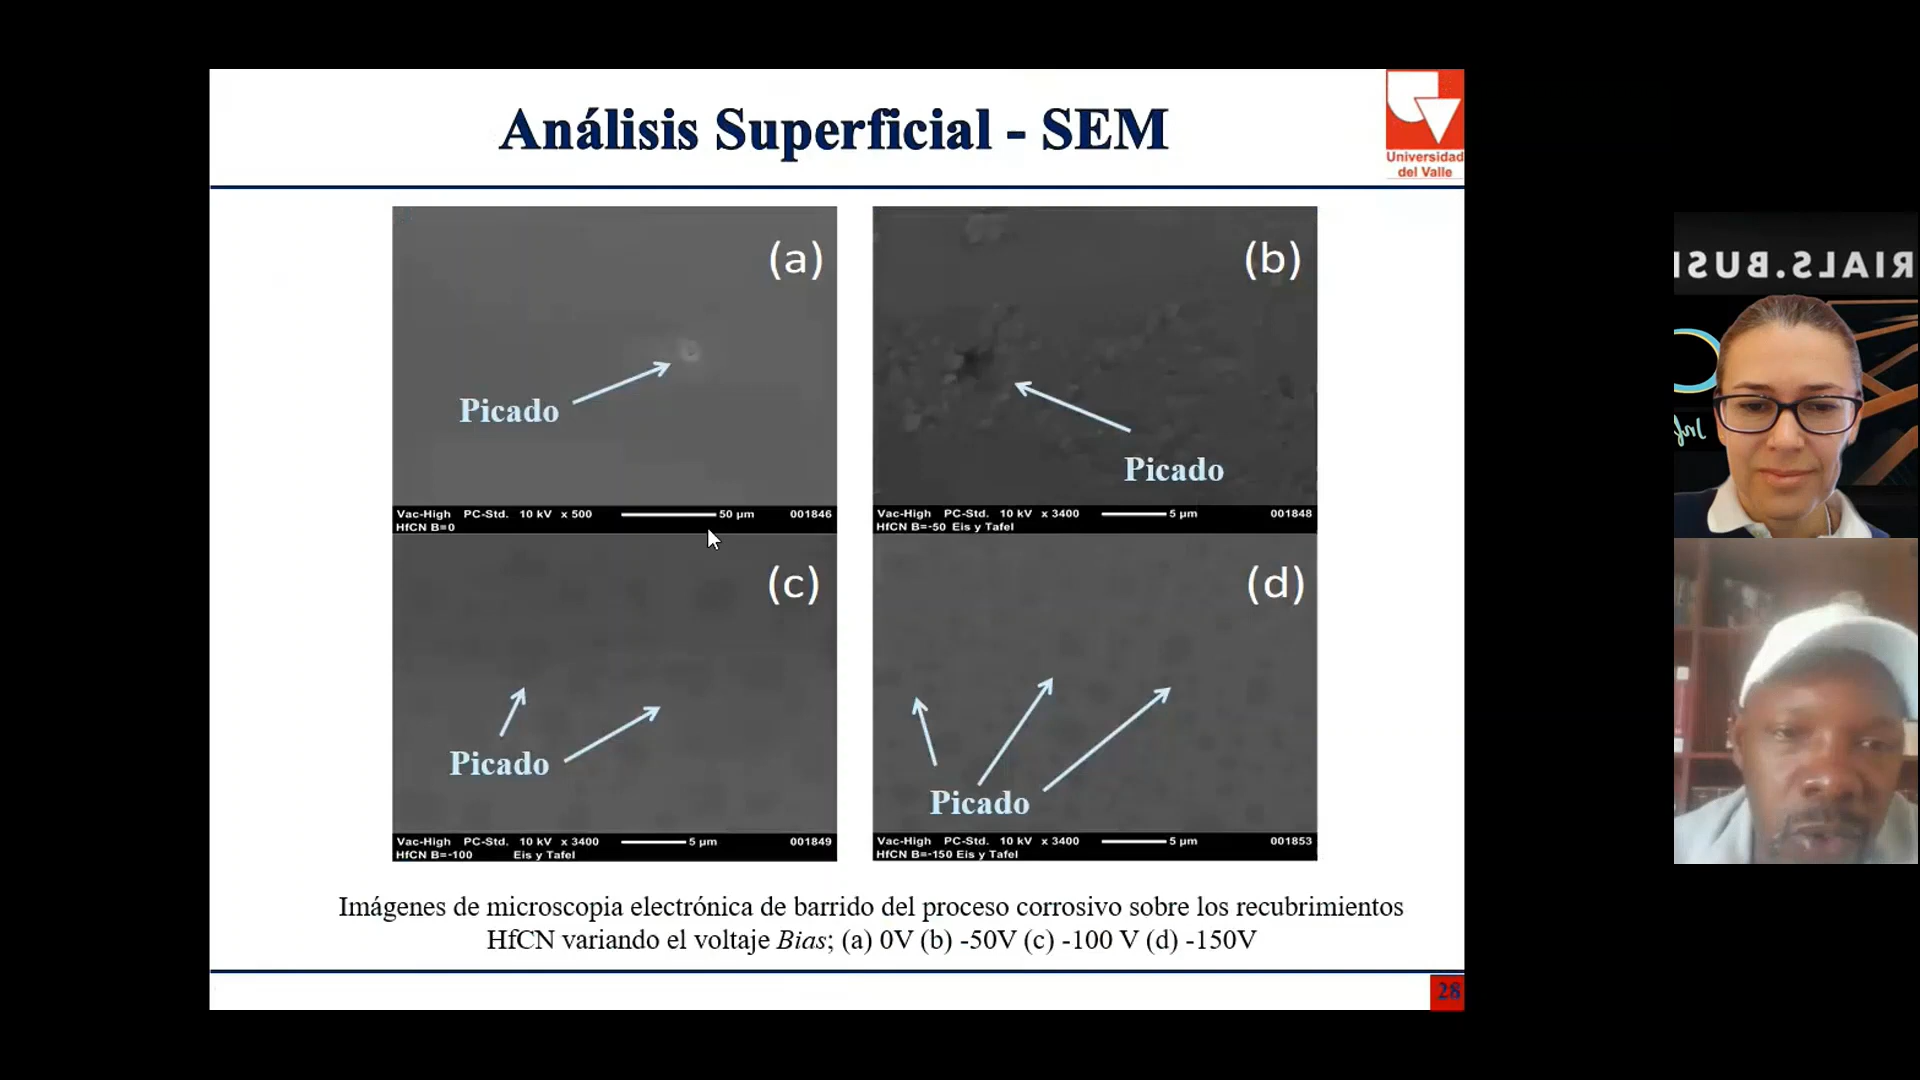 Análisis Superficial - SEM
Universidad
del Valle
(a)
Picado
Vac-High PC-Std. 10 kV x 500 50 µm 001846
HfCN B=0
(b)
Picado
Vac-High PC-Std. 10 kV x 3400 5 µm 001848
HfCN B=-50 Eis y Tafel
(c)
Picado
Vac-High PC-Std. 10 kV x 3400 5 µm 001849
HfCN B=-100 Eis y Tafel
(d)
Picado
Vac-High PC-Std. 10 kV x 3400 5 µm 001853
HfCN B=-150 Eis y Tafel
Imágenes de microscopia electrónica de barrido del proceso corrosivo sobre los recubrimientos
HfCN variando el voltaje Bias; (a) 0V (b) -50V (c) -100 V (d) -150V
28
RIALS.BUSI
Inf